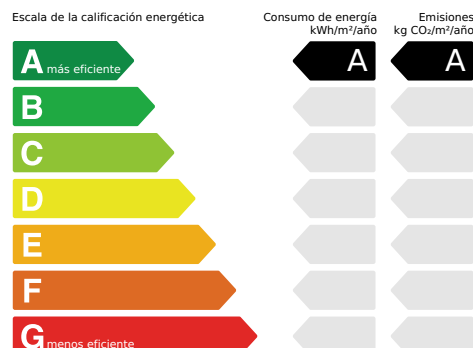 Escala de la calificación energética
Consumo de energía
kWh/m²/año
Emisiones
kg CO₂/m²/año
A más eficiente
A
A
B
C
D
E
F
G menos eficiente